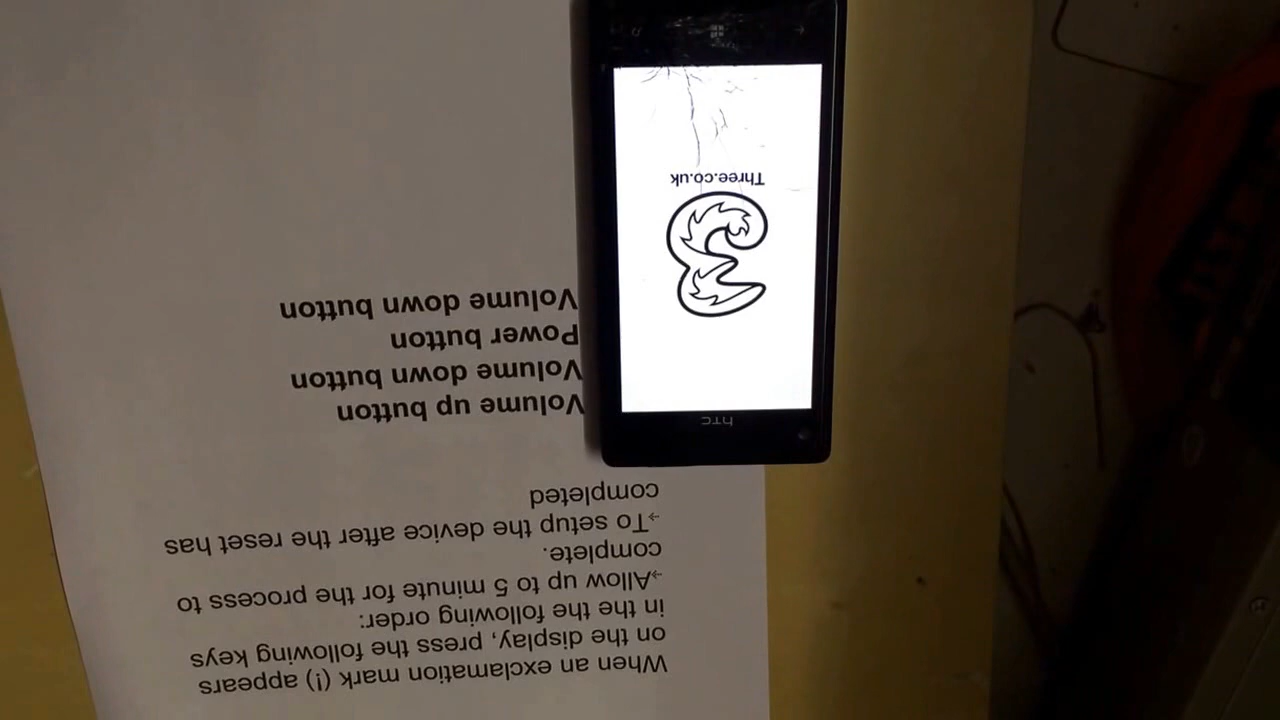 When an exclamation mark (!) appears
on the display, press the following keys
in the following order:
→Allow up to 5 minute for the process to
complete.
→To setup the device after the reset has
completed
Volume up button
Volume down button
Power button
Volume down button
hTC
Three.co.uk